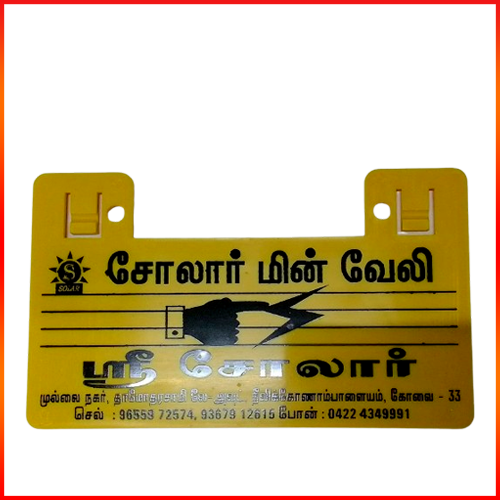 S
SOLAR
சோலார் மின் வேலி
ஸ்ரீ சோலார்
முல்லை நகர், கோவை - 33
செல் : 96559 72574, 93679 12615 போன் : 0422 4349991